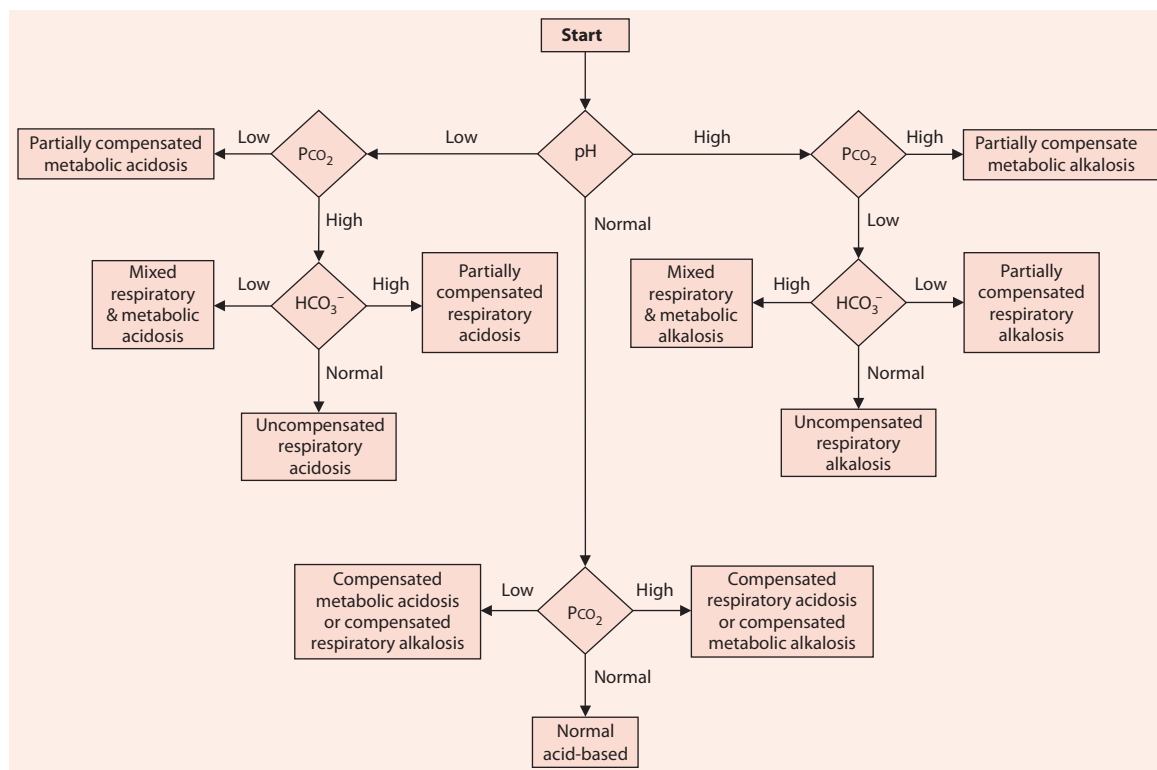 Start
Low
Low
High
High
Partially compensated
metabolic acidosis
PCO₂
pH
PCO₂
Partially compensate
metabolic alkalosis
High
Normal
Low
Mixed
respiratory
& metabolic
acidosis
Low
HCO₃⁻
High
Partially
compensated
respiratory
acidosis
Mixed
respiratory
& metabolic
alkalosis
High
HCO₃⁻
Low
Partially
compensated
respiratory
alkalosis
Normal
Normal
Uncompensated
respiratory
acidosis
Uncompensated
respiratory
alkalosis
Compensated
metabolic acidosis
or compensated
respiratory alkalosis
Low
PCO₂
High
Compensated
respiratory acidosis
or compensated
metabolic alkalosis
Normal
Normal
acid-based